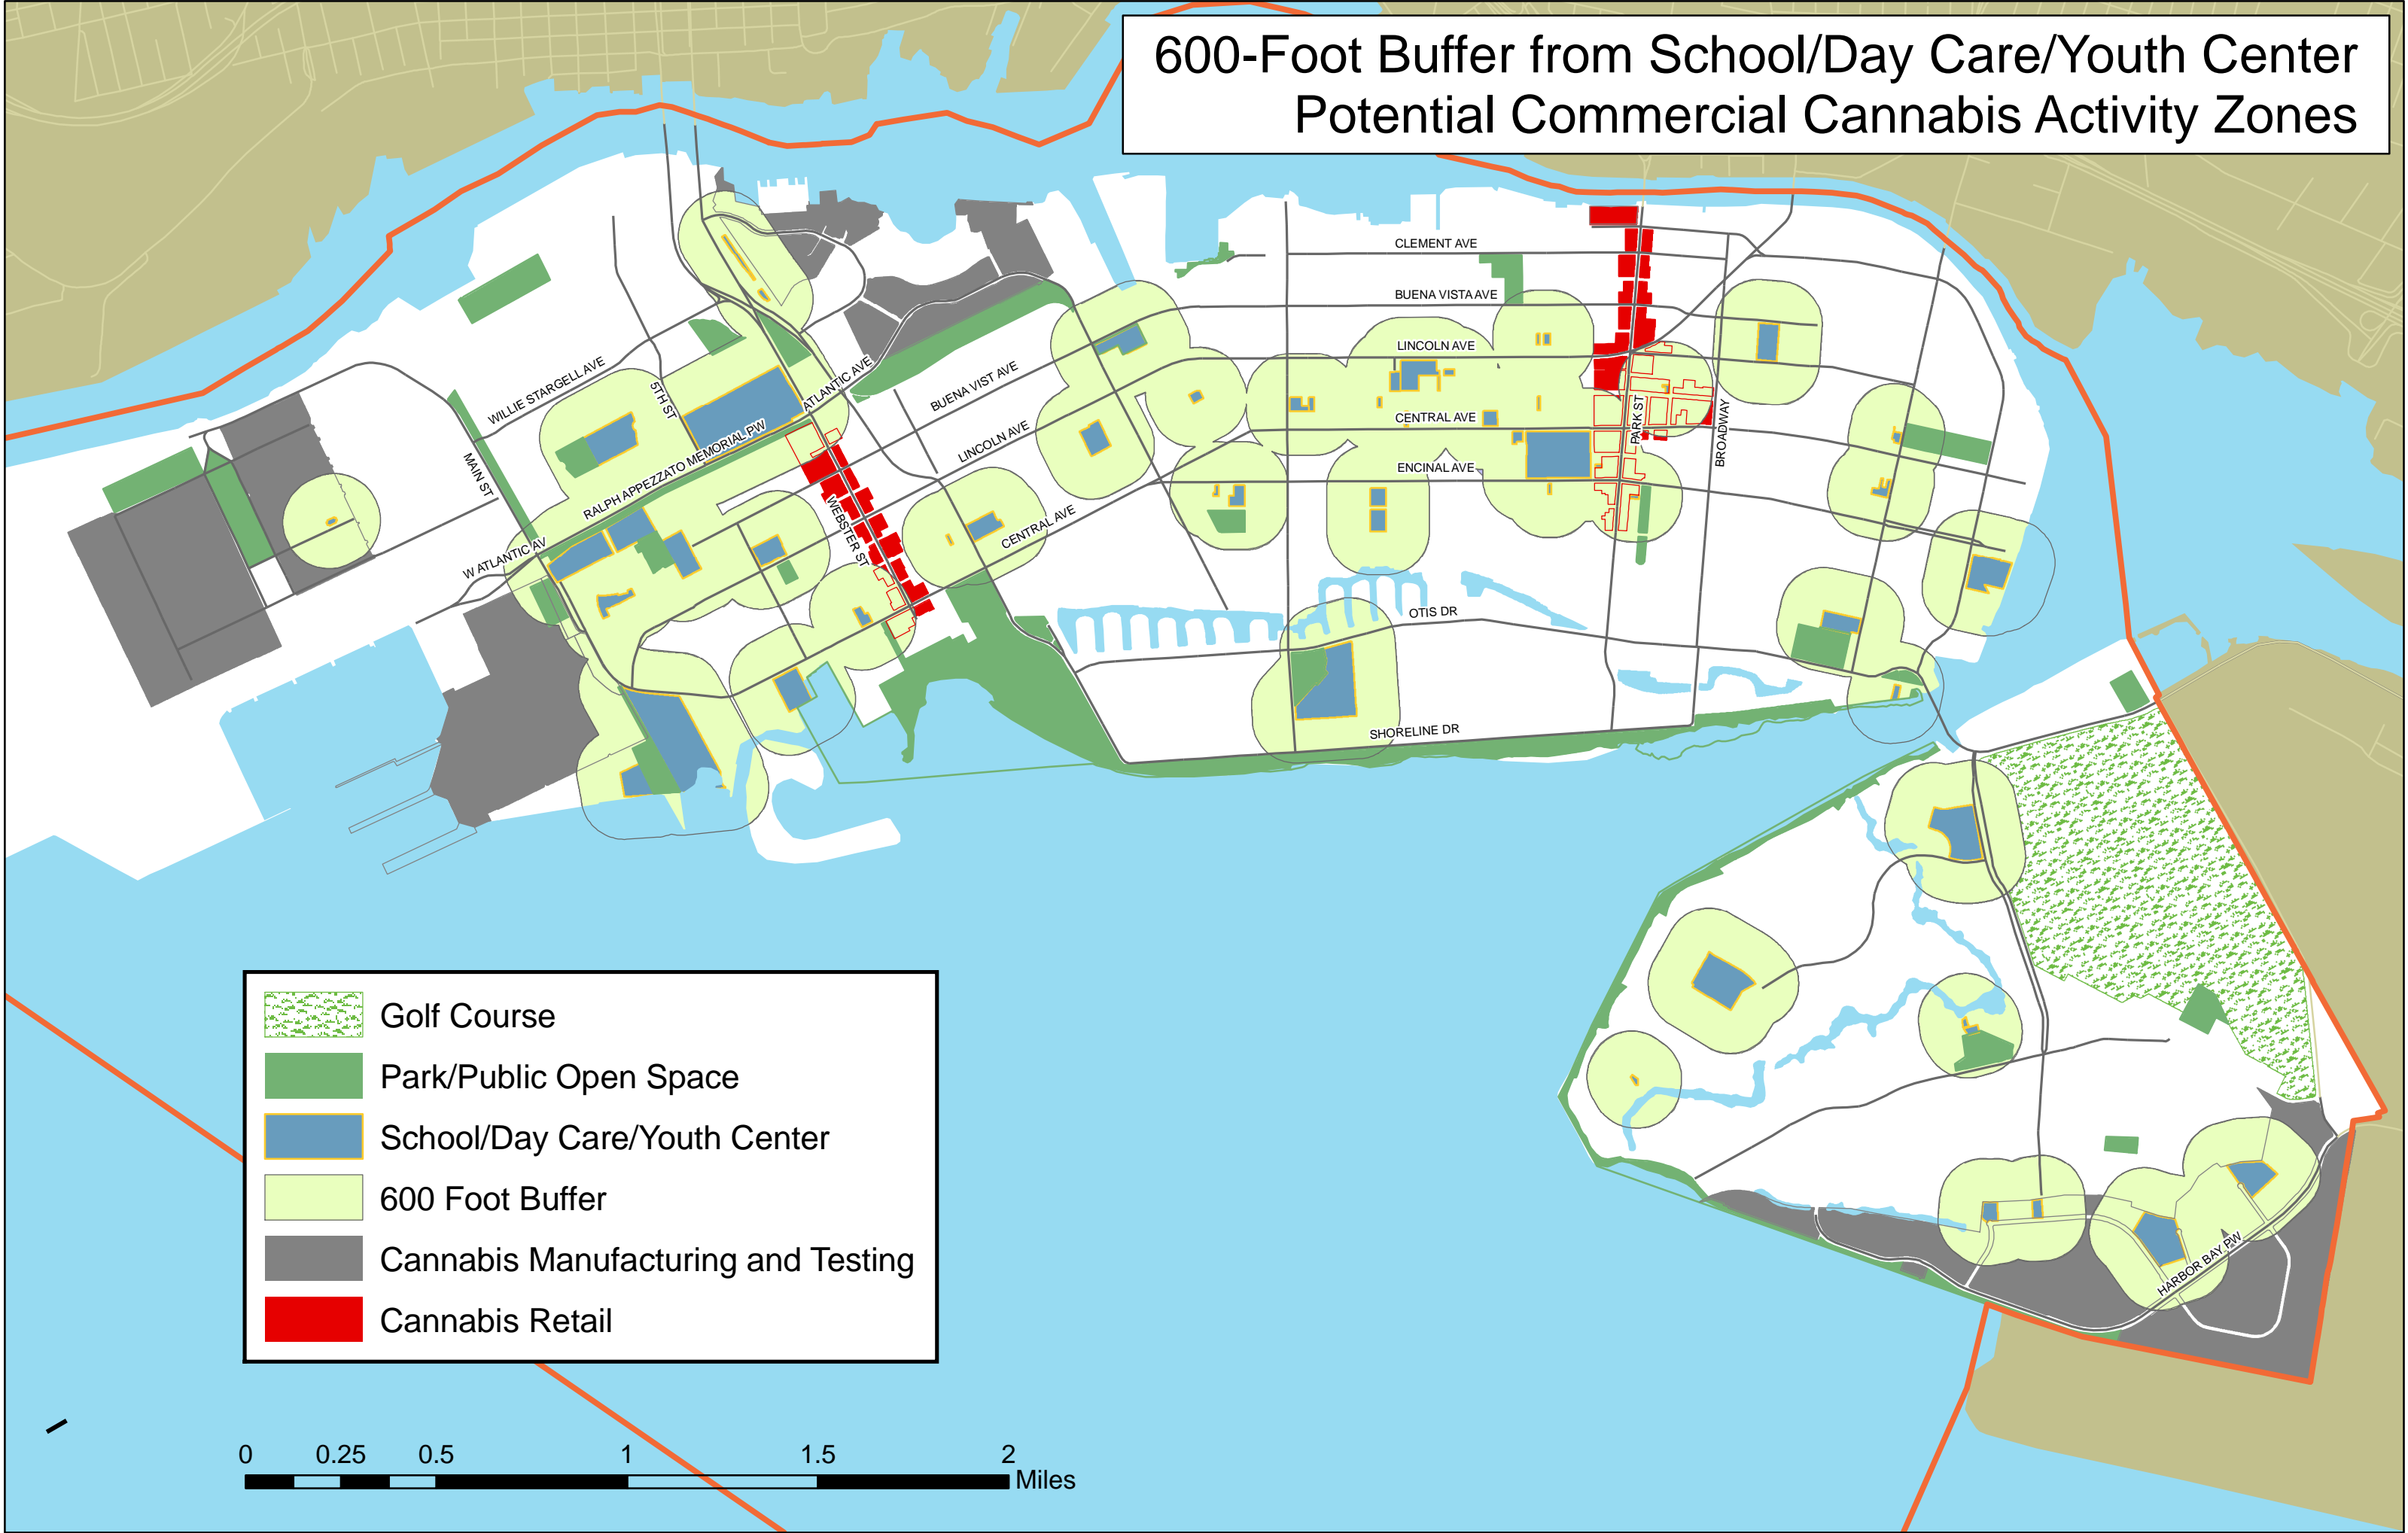 600-Foot Buffer from School/Day Care/Youth Center
Potential Commercial Cannabis Activity Zones
CLEMENT AVE
BUENA VISTA AVE
LINCOLN AVE
CENTRAL AVE
ENCINAL AVE
PARK ST
BROADWAY
WILLIE STARGELL AVE
5TH ST
ATLANTIC AVE
BUENA VIST AVE
LINCOLN AVE
RALPH APPEZZATO MEMORIAL PW
MAIN ST
WEBSTER ST
CENTRAL AVE
W ATLANTIC AV
OTIS DR
SHORELINE DR
HARBOR BAY PW
Golf Course
Park/Public Open Space
School/Day Care/Youth Center
600 Foot Buffer
Cannabis Manufacturing and Testing
Cannabis Retail
0 0.25 0.5 1 1.5 2
Miles